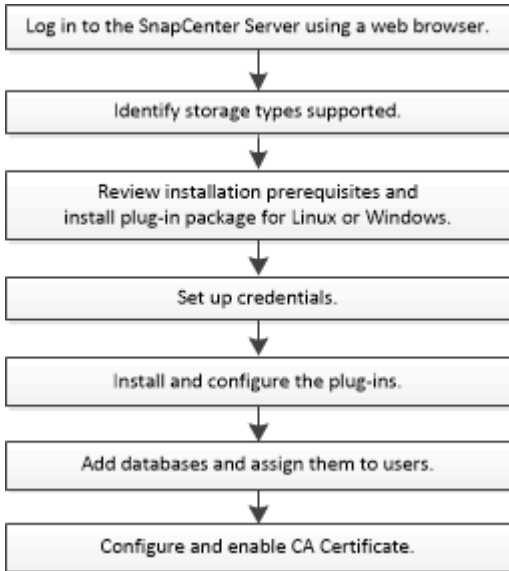 Log in to the SnapCenter Server using a web browser.
Identify storage types supported.
Review installation prerequisites and
install plug-in package for Linux or Windows.
Set up credentials.
Install and configure the plug-ins.
Add databases and assign them to users.
Configure and enable CA Certificate.